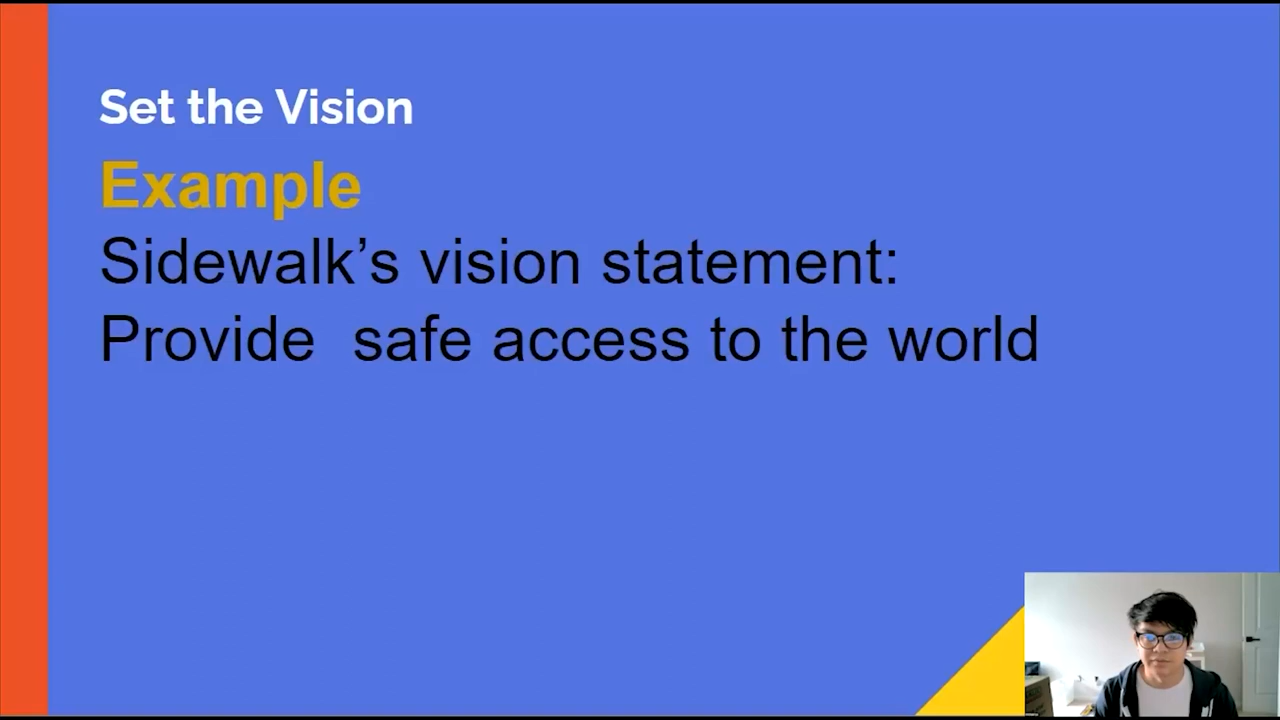 Set the Vision
Example
Sidewalk’s vision statement:
Provide  safe access to the world